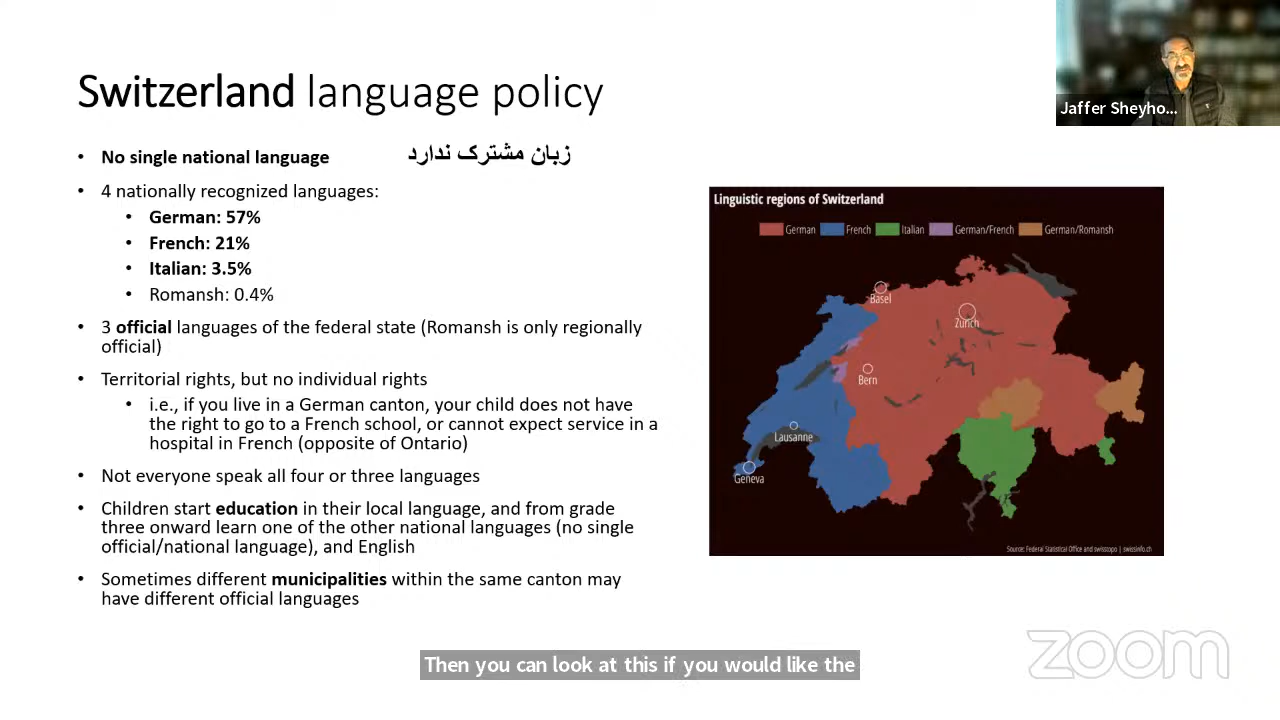 Switzerland language policy
Jaffer Sheyho...
• No single national language
زبان مشترک ندارد
• 4 nationally recognized languages:
• German: 57%
• French: 21%
• Italian: 3.5%
• Romansh: 0.4%
• 3 official languages of the federal state (Romansh is only regionally
official)
• Territorial rights, but no individual rights
• i.e., if you live in a German canton, your child does not have
the right to go to a French school, or cannot expect service in a
hospital in French (opposite of Ontario)
• Not everyone speak all four or three languages
• Children start education in their local language, and from grade
three onward learn one of the other national languages (no single
official/national language), and English
• Sometimes different municipalities within the same canton may
have different official languages
Linguistic regions of Switzerland
German French Italian German/French German/Romansh
Basel
Zurich
Bern
Lausanne
Geneva
Source: Federal Statistical Office and swisstopo | swissinfo.ch
Then you can look at this if you would like the
zoom